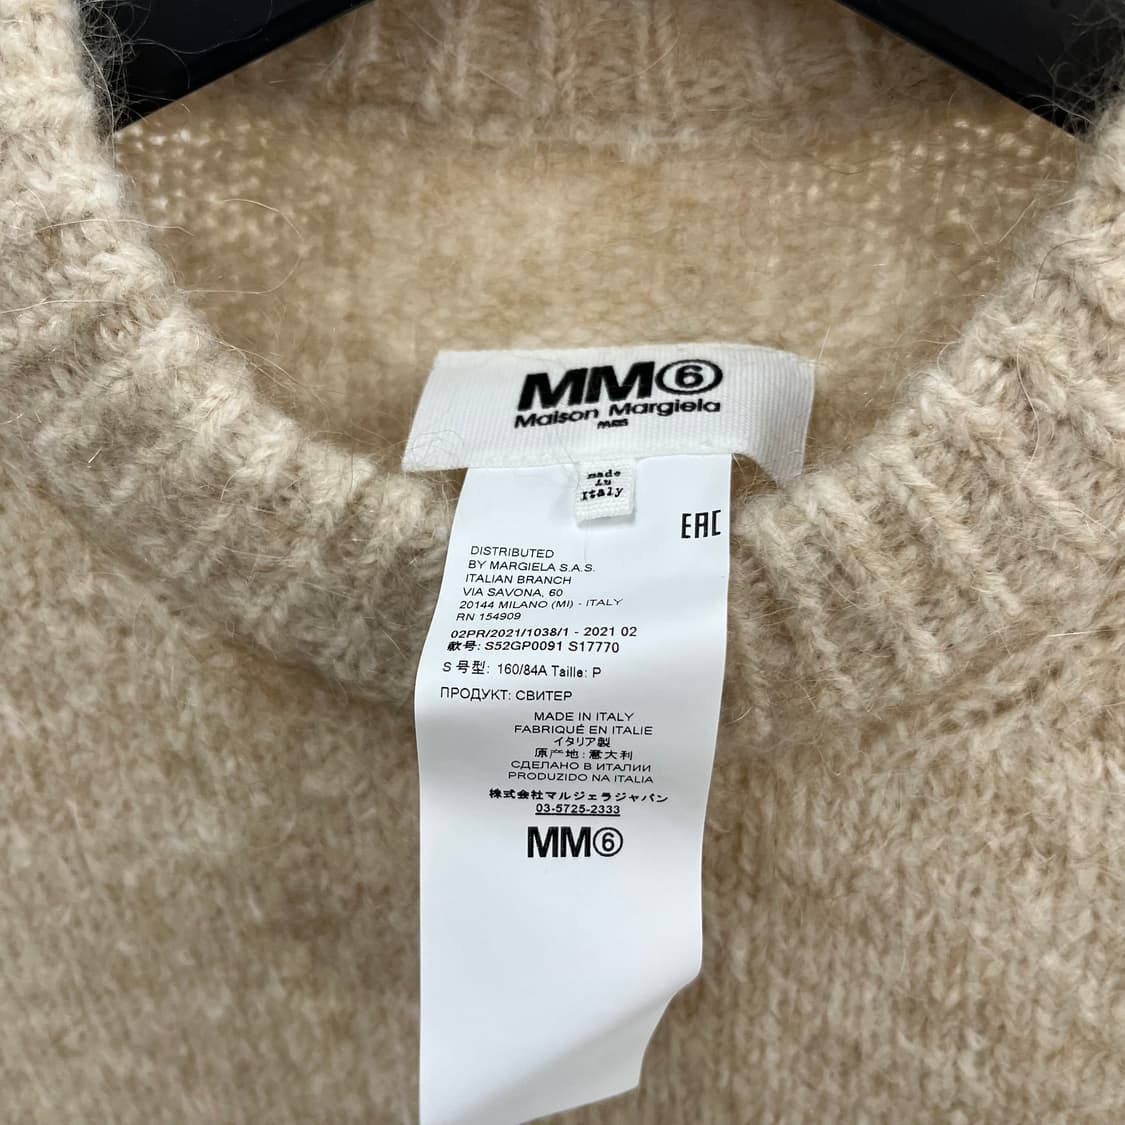 MM⑥
Maison Margiela
PARIS
made
in
Italy
EAC
DISTRIBUTED
BY MARGIELA S.A.S.
ITALIAN BRANCH
VIA SAVONA, 60
20144 MILANO (MI) - ITALY
RN 154909
02PR/2021/1038/1 - 2021 02
款号: S52GP0091 S17770
S 号型: 160/84A Taille: P
ПРОДУКТ: СВИТЕР
MADE IN ITALY
FABRIQUÉ EN ITALIE
イタリア製
原产地: 意大利
СДЕЛАНО В ИТАЛИИ
PRODUZIDO NA ITALIA
株式会社マルジェラジャパン
03-5725-2333
MM⑥